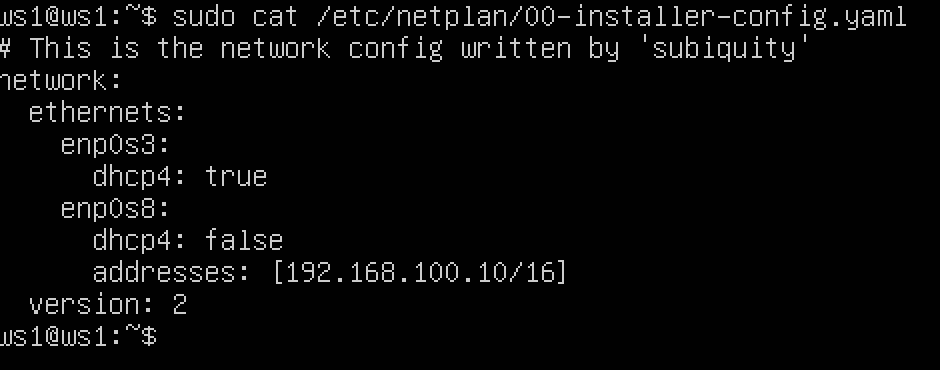 ws1@ws1:~$ sudo cat /etc/netplan/00-installer-config.yaml
# This is the network config written by 'subiquity'
network:
  ethernets:
    enp0s3:
      dhcp4: true
    enp0s8:
      dhcp4: false
      addresses: [192.168.100.10/16]
  version: 2
ws1@ws1:~$